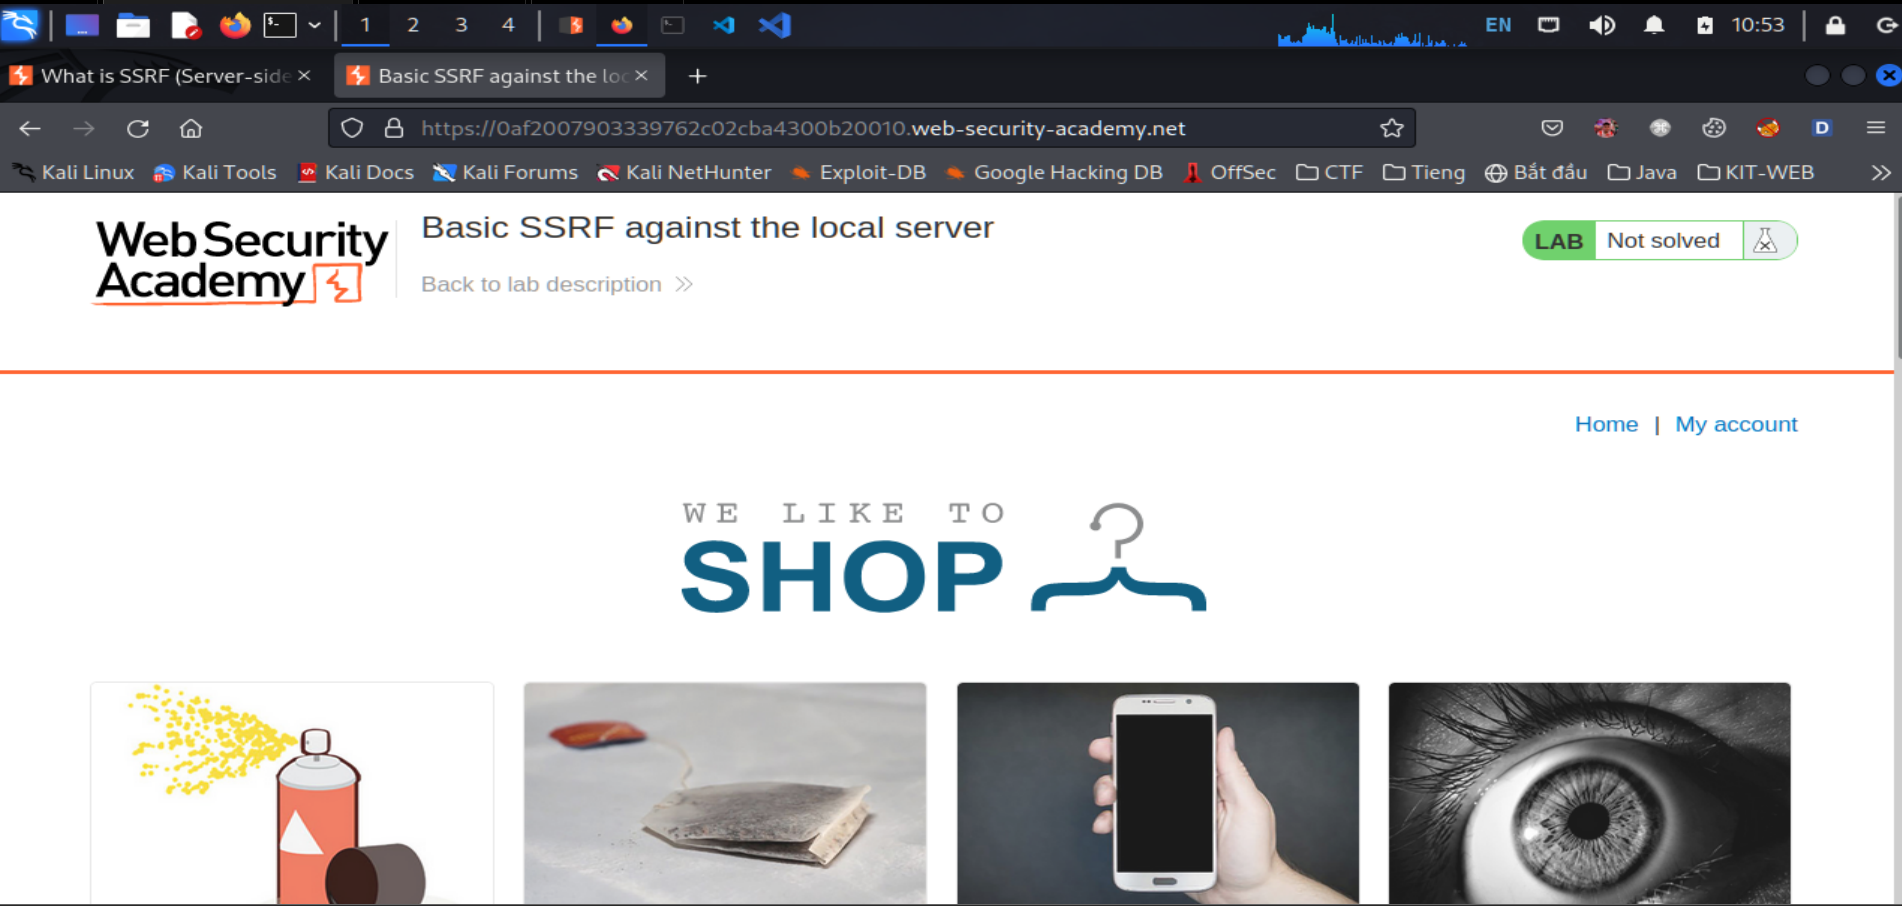 1 2 3 4 EN 10:53
What is SSRF (Server-side Basic SSRF against the loc
https://0af2007903339762c02cba4300b20010.web-security-academy.net D
Kali Linux Kali Tools Kali Docs Kali Forums Kali NetHunter Exploit-DB Google Hacking DB OffSec CTF Tieng Bắt đầu Java KIT-WEB
Web Security
Academy
Basic SSRF against the local server
Back to lab description
LAB Not solved
Home | My account
WE LIKE TO
SHOP